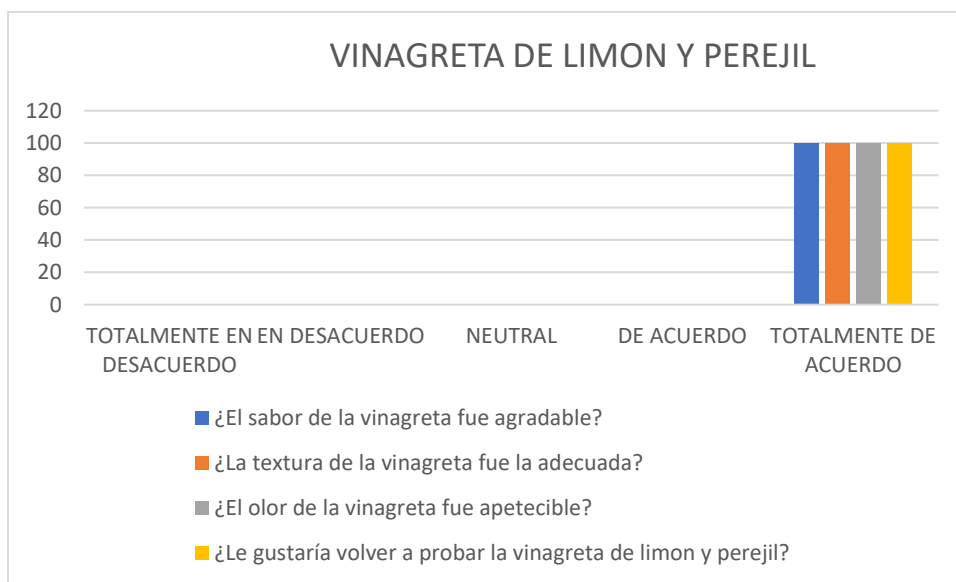 VINAGRETA DE LIMON Y PEREJIL
120
100
80
60
40
20
0
TOTALMENTE EN EN DESACUERDO NEUTRAL DE ACUERDO TOTALMENTE DE
DESACUERDO ACUERDO
¿El sabor de la vinagreta fue agradable?
¿La textura de la vinagreta fue la adecuada?
¿El olor de la vinagreta fue apetecible?
¿Le gustaría volver a probar la vinagreta de limon y perejil?